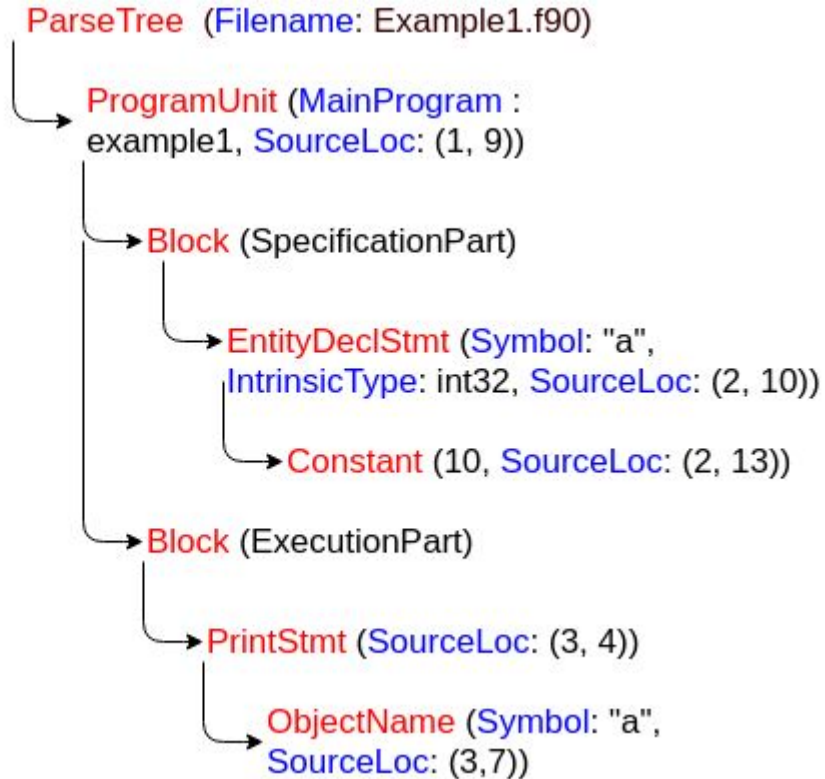 ParseTree (Filename: Example1.f90)
ProgramUnit (MainProgram :
example1, SourceLoc: (1, 9))
Block (SpecificationPart)
EntityDeclStmt (Symbol: "a",
IntrinsicType: int32, SourceLoc: (2, 10))
Constant (10, SourceLoc: (2, 13))
Block (ExecutionPart)
PrintStmt (SourceLoc: (3, 4))
ObjectName (Symbol: "a",
SourceLoc: (3,7))